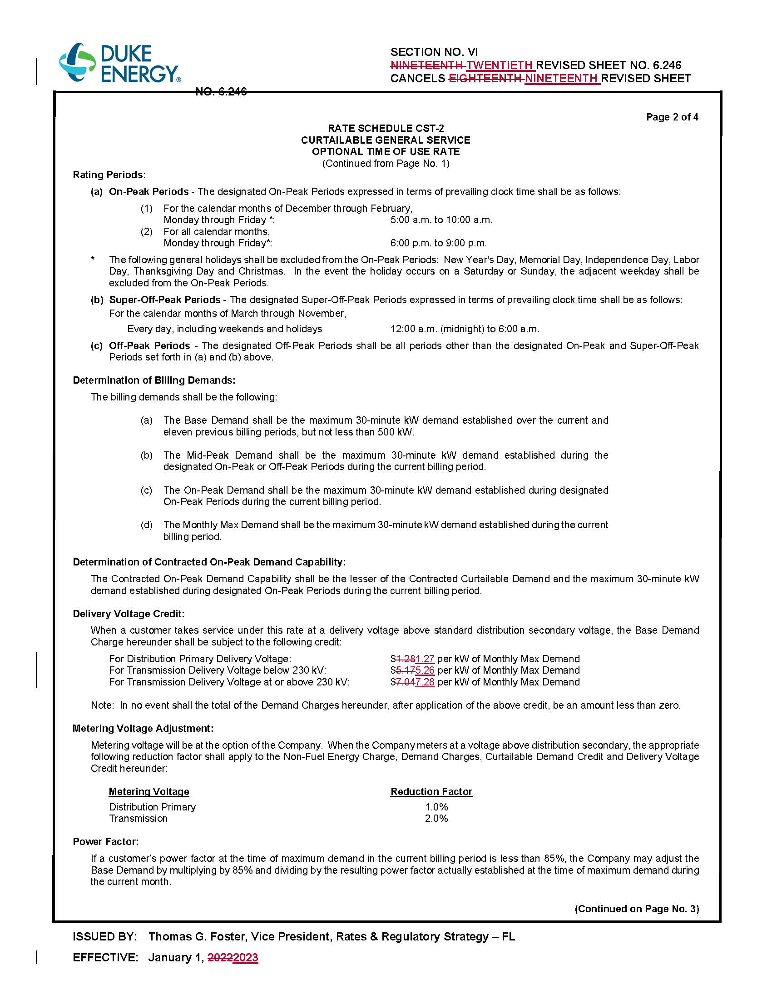 DUKE
ENERGY®
SECTION NO. VI
NINETEENTH TWENTIETH REVISED SHEET NO. 6.246
CANCELS EIGHTEENTH NINETEENTH REVISED SHEET
NO. 6.246
Page 2 of 4
RATE SCHEDULE CST-2
CURTAILABLE GENERAL SERVICE
OPTIONAL TIME OF USE RATE
(Continued from Page No. 1)
Rating Periods:
(a) On-Peak Periods - The designated On-Peak Periods expressed in terms of prevailing clock time shall be as follows:
(1) For the calendar months of December through February,
Monday through Friday *: 5:00 a.m. to 10:00 a.m.
(2) For all calendar months,
Monday through Friday*: 6:00 p.m. to 9:00 p.m.
* The following general holidays shall be excluded from the On-Peak Periods: New Year's Day, Memorial Day, Independence Day, Labor
Day, Thanksgiving Day and Christmas. In the event the holiday occurs on a Saturday or Sunday, the adjacent weekday shall be
excluded from the On-Peak Periods.
(b) Super-Off-Peak Periods - The designated Super-Off-Peak Periods expressed in terms of prevailing clock time shall be as follows:
For the calendar months of March through November,
Every day, including weekends and holidays 12:00 a.m. (midnight) to 6:00 a.m.
(c) Off-Peak Periods - The designated Off-Peak Periods shall be all periods other than the designated On-Peak and Super-Off-Peak
Periods set forth in (a) and (b) above.
Determination of Billing Demands:
The billing demands shall be the following:
(a) The Base Demand shall be the maximum 30-minute kW demand established over the current and
eleven previous billing periods, but not less than 500 kW.
(b) The Mid-Peak Demand shall be the maximum 30-minute kW demand established during the
designated On-Peak or Off-Peak Periods during the current billing period.
(c) The On-Peak Demand shall be the maximum 30-minute kW demand established during designated
On-Peak Periods during the current billing period.
(d) The Monthly Max Demand shall be the maximum 30-minute kW demand established during the current
billing period.
Determination of Contracted On-Peak Demand Capability:
The Contracted On-Peak Demand Capability shall be the lesser of the Contracted Curtailable Demand and the maximum 30-minute kW
demand established during designated On-Peak Periods during the current billing period.
Delivery Voltage Credit:
When a customer takes service under this rate at a delivery voltage above standard distribution secondary voltage, the Base Demand
Charge hereunder shall be subject to the following credit:
For Distribution Primary Delivery Voltage: $1.281.27 per kW of Monthly Max Demand
For Transmission Delivery Voltage below 230 kV: $5.175.26 per kW of Monthly Max Demand
For Transmission Delivery Voltage at or above 230 kV: $7.047.28 per kW of Monthly Max Demand
Note: In no event shall the total of the Demand Charges hereunder, after application of the above credit, be an amount less than zero.
Metering Voltage Adjustment:
Metering voltage will be at the option of the Company. When the Company meters at a voltage above distribution secondary, the appropriate
following reduction factor shall apply to the Non-Fuel Energy Charge, Demand Charges, Curtailable Demand Credit and Delivery Voltage
Credit hereunder:
Metering Voltage Reduction Factor
Distribution Primary 1.0%
Transmission 2.0%
Power Factor:
If a customer’s power factor at the time of maximum demand in the current billing period is less than 85%, the Company may adjust the
Base Demand by multiplying by 85% and dividing by the resulting power factor actually established at the time of maximum demand during
the current month.
(Continued on Page No. 3)
ISSUED BY: Thomas G. Foster, Vice President, Rates & Regulatory Strategy – FL
EFFECTIVE: January 1, 20222023